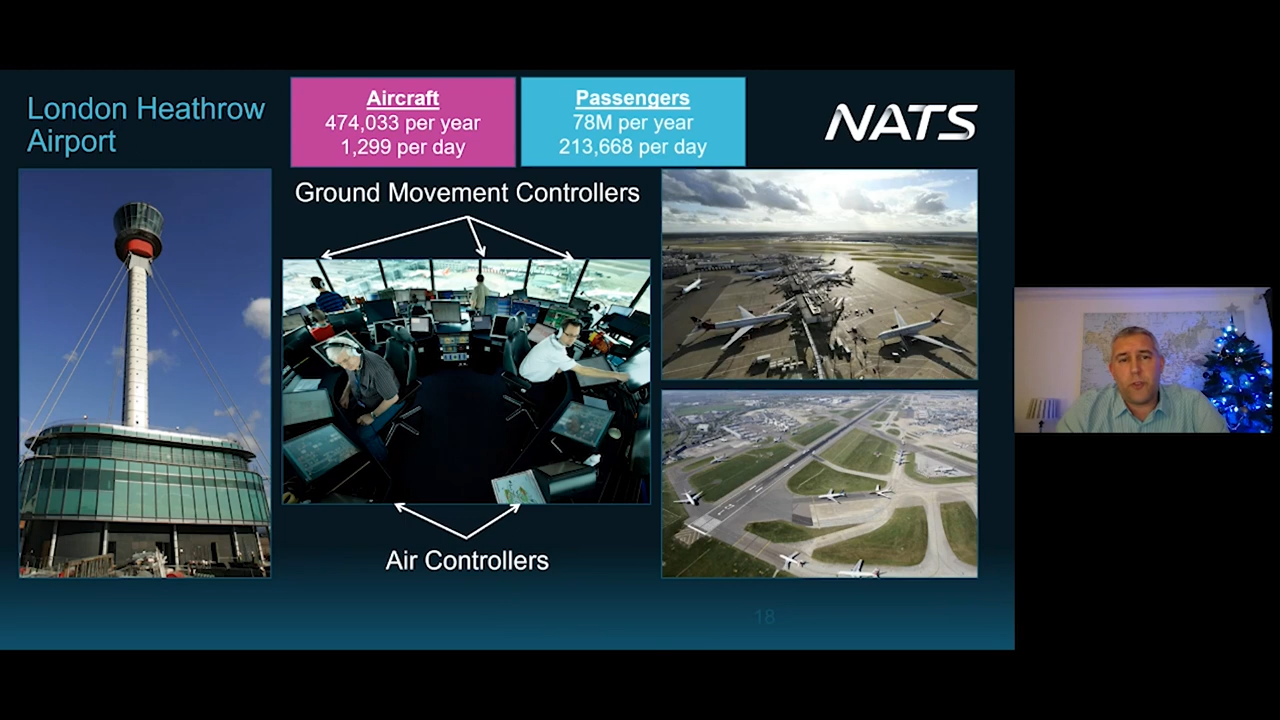 London Heathrow
Airport
Aircraft
474,033 per year
1,299 per day
Passengers
78M per year
213,668 per day
NATS
Ground Movement Controllers
Air Controllers
18